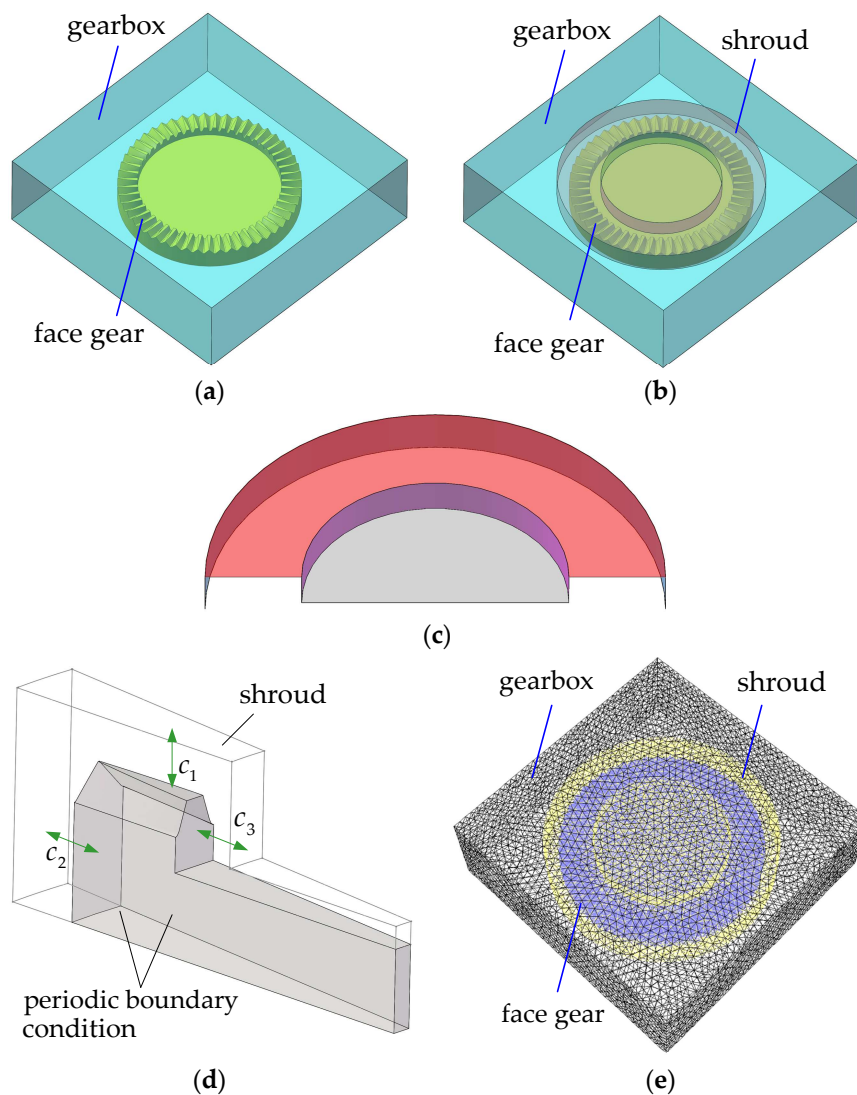 gearbox
face gear
(a)
gearbox
shroud
face gear
(b)
(c)
shroud
c1
c2
c3
periodic boundary
condition
(d)
gearbox
shroud
face gear
(e)